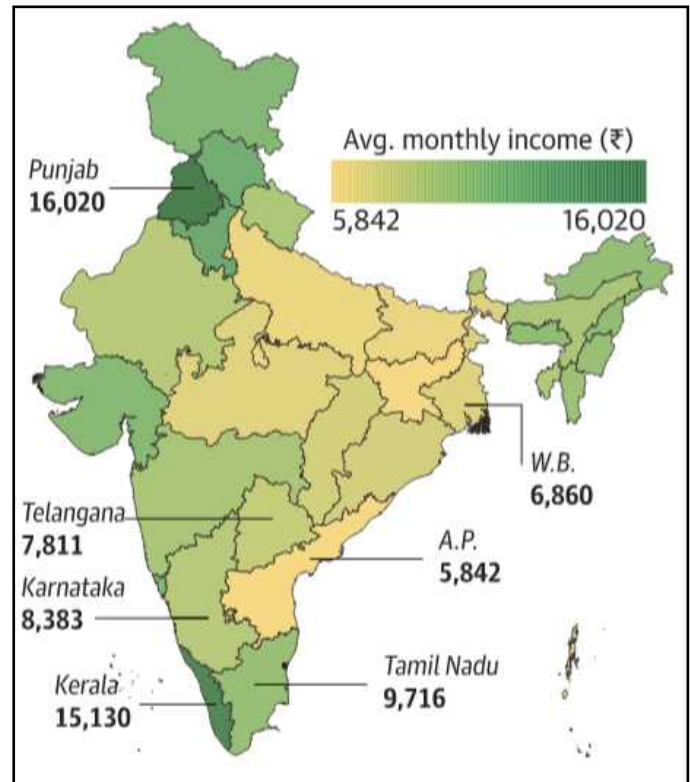 Avg. monthly income (₹)
5,842 16,020
Punjab
16,020
W.B.
6,860
Telangana
7,811
A.P.
5,842
Karnataka
8,383
Tamil Nadu
9,716
Kerala
15,130